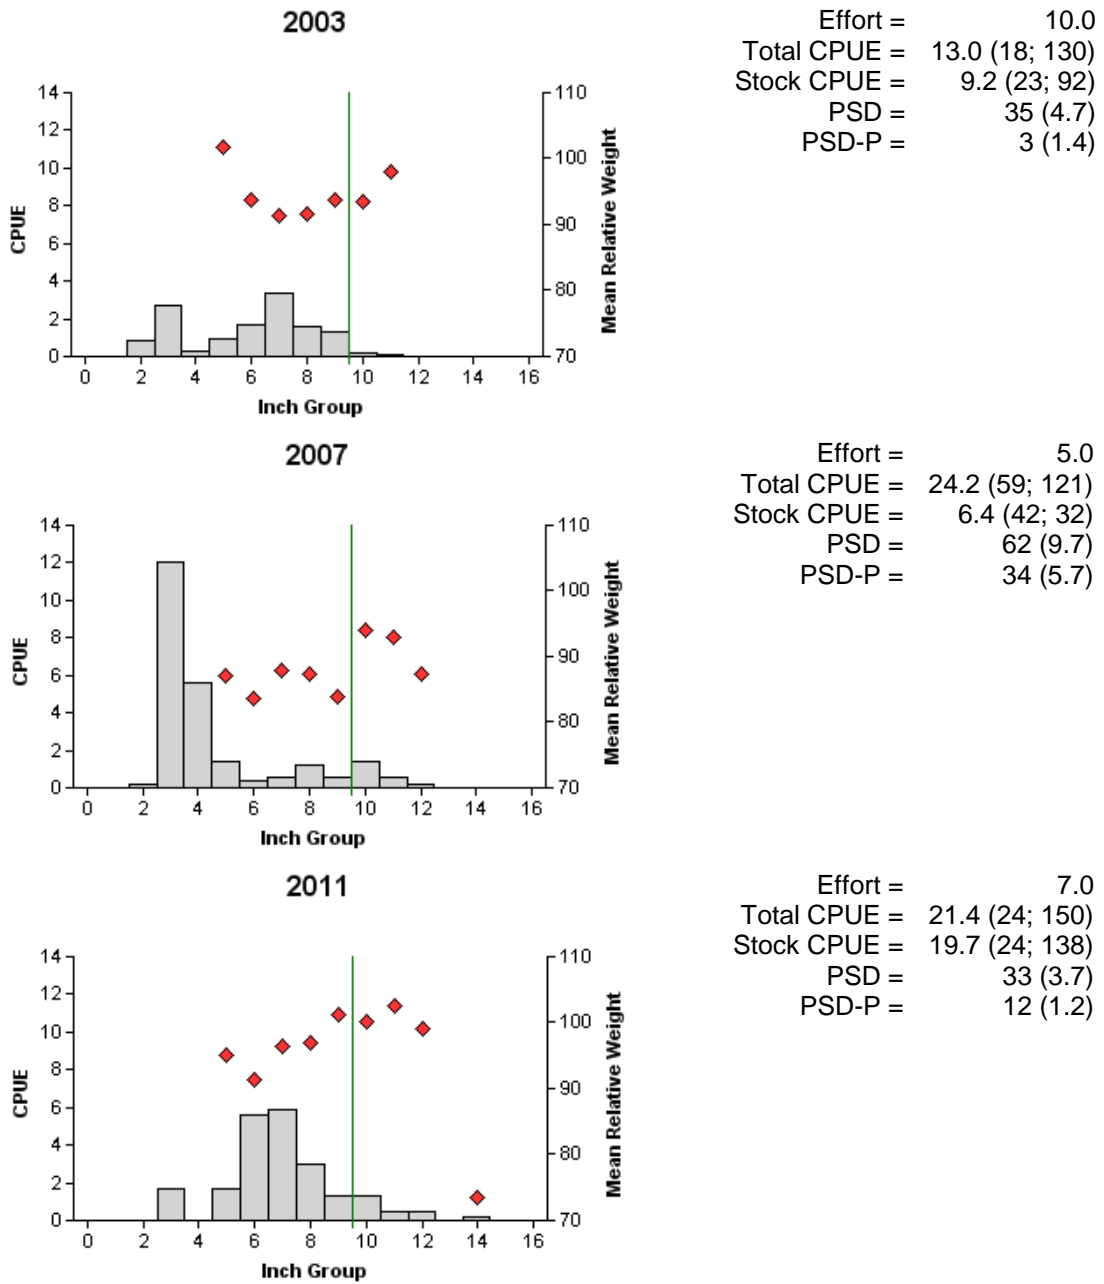 2003
Effort = 10.0
Total CPUE = 13.0 (18; 130)
Stock CPUE = 9.2 (23; 92)
PSD = 35 (4.7)
PSD-P = 3 (1.4)
14
12
10
8
6
4
2
0
CPUE
110
100
90
80
70
Mean Relative Weight
0 2 4 6 8 10 12 14 16
Inch Group
2007
Effort = 5.0
Total CPUE = 24.2 (59; 121)
Stock CPUE = 6.4 (42; 32)
PSD = 62 (9.7)
PSD-P = 34 (5.7)
14
12
10
8
6
4
2
0
CPUE
110
100
90
80
70
Mean Relative Weight
0 2 4 6 8 10 12 14 16
Inch Group
2011
Effort = 7.0
Total CPUE = 21.4 (24; 150)
Stock CPUE = 19.7 (24; 138)
PSD = 33 (3.7)
PSD-P = 12 (1.2)
14
12
10
8
6
4
2
0
CPUE
110
100
90
80
70
Mean Relative Weight
0 2 4 6 8 10 12 14 16
Inch Group